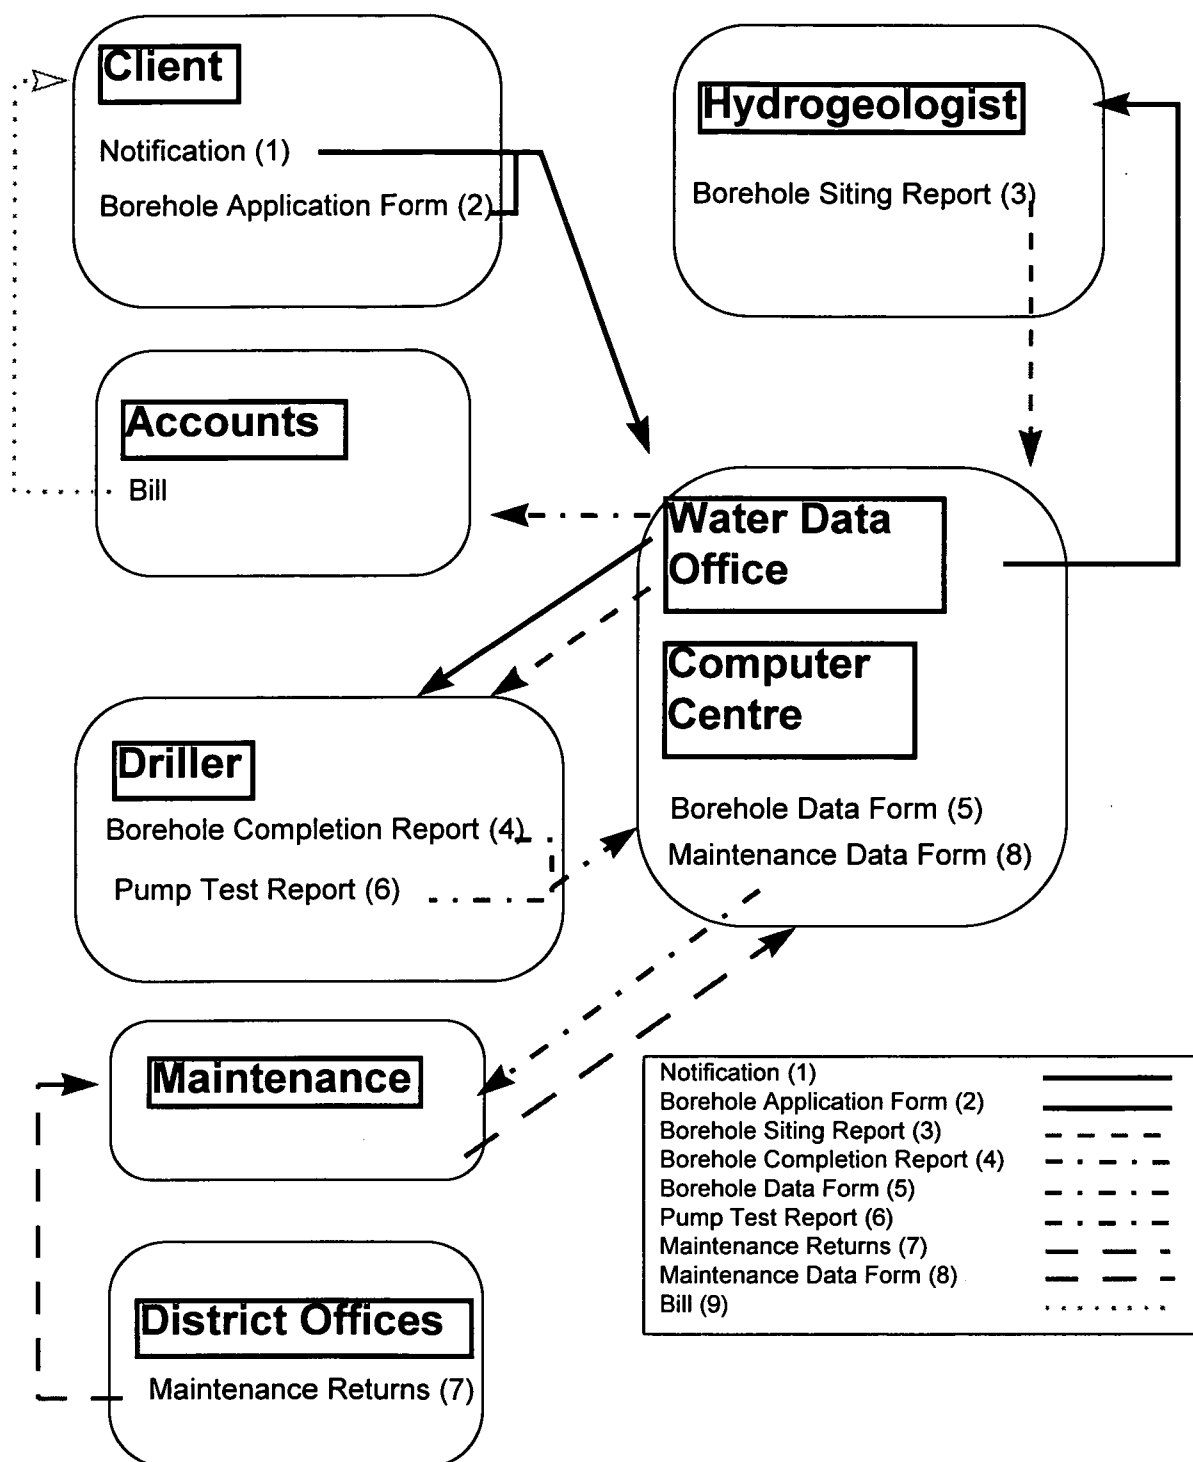 Client
Notification (1)
Borehole Application Form (2)
Hydrogeologist
Borehole Siting Report (3)
Accounts
Bill
Water Data
Office
Computer
Centre
Borehole Data Form (5)
Maintenance Data Form (8)
Driller
Borehole Completion Report (4)
Pump Test Report (6)
Maintenance
District Offices
Maintenance Returns (7)
Notification (1)
Borehole Application Form (2)
Borehole Siting Report (3)
Borehole Completion Report (4)
Borehole Data Form (5)
Pump Test Report (6)
Maintenance Returns (7)
Maintenance Data Form (8)
Bill (9)